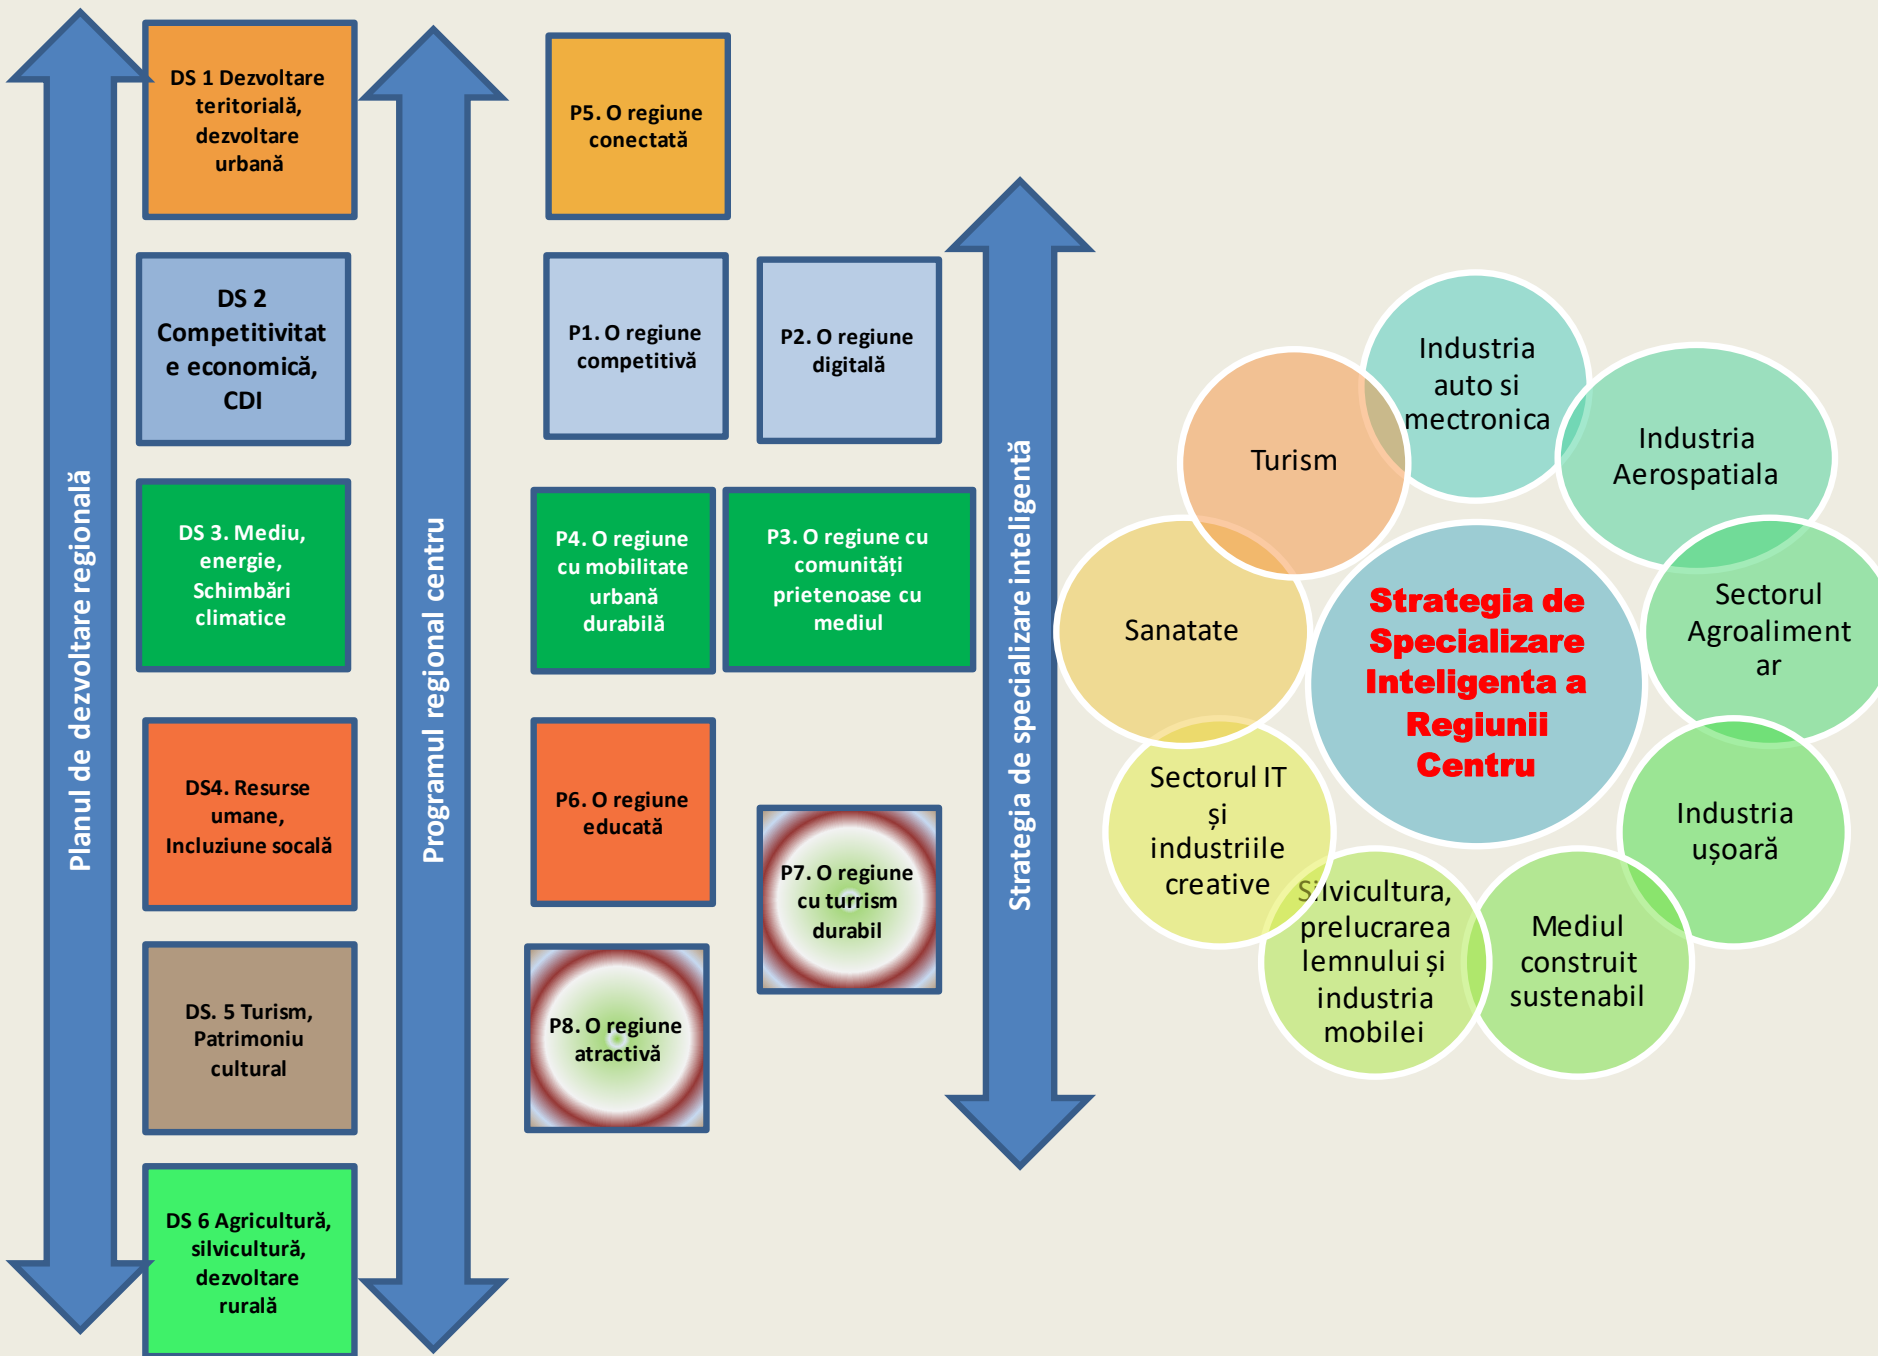 Planul de dezvoltare regională
DS 1 Dezvoltare
teritorială,
dezvoltare
urbană
DS 2
Competitivitat
e economică,
CDI
DS 3. Mediu,
energie,
Schimbări
climatice
DS4. Resurse
umane,
Incluziune socală
DS. 5 Turism,
Patrimoniu
cultural
DS 6 Agricultură,
silvicultură,
dezvoltare
rurală
Programul regional centru
P5. O regiune
conectată
P1. O regiune
competitivă
P2. O regiune
digitală
P4. O regiune
cu mobilitate
urbană
durabilă
P3. O regiune cu
comunități
prietenoase cu
mediul
P6. O regiune
educată
P7. O regiune
cu turrism
durabil
P8. O regiune
atractivă
Strategia de specializare inteligentă
Strategia de
Specializare
Inteligenta a
Regiunii
Centru
Industria
auto si
mectronica
Industria
Aerospatiala
Sectorul
Agroaliment
ar
Industria
ușoară
Mediul
construit
sustenabil
Silvicultura,
prelucrarea
lemnului și
industria
mobilei
Sectorul IT
și
industriile
creative
Sanatate
Turism